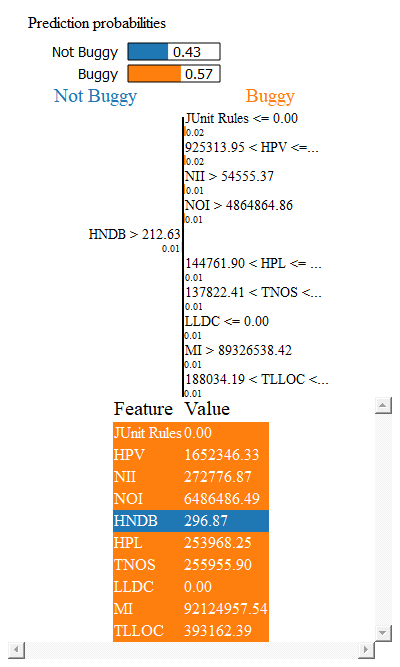 Prediction probabilities
Not Buggy 0.43
Buggy 0.57
Not Buggy Buggy
JUnit Rules <= 0.00
0.02
925313.95 < HPV <=...
0.02
NII > 54555.37
0.01
NOI > 4864864.86
0.01
HNDB > 212.63
0.01
144761.90 < HPL <= ...
0.01
137822.41 < TNOS <...
0.01
LLDC <= 0.00
0.01
MI > 89326538.42
0.01
188034.19 < TLLOC <...
0.01
Feature Value
JUnit Rules 0.00
HPV 1652346.33
NII 272776.87
NOI 6486486.49
HNDB 296.87
HPL 253968.25
TNOS 255955.90
LLDC 0.00
MI 92124957.54
TLLOC 393162.39